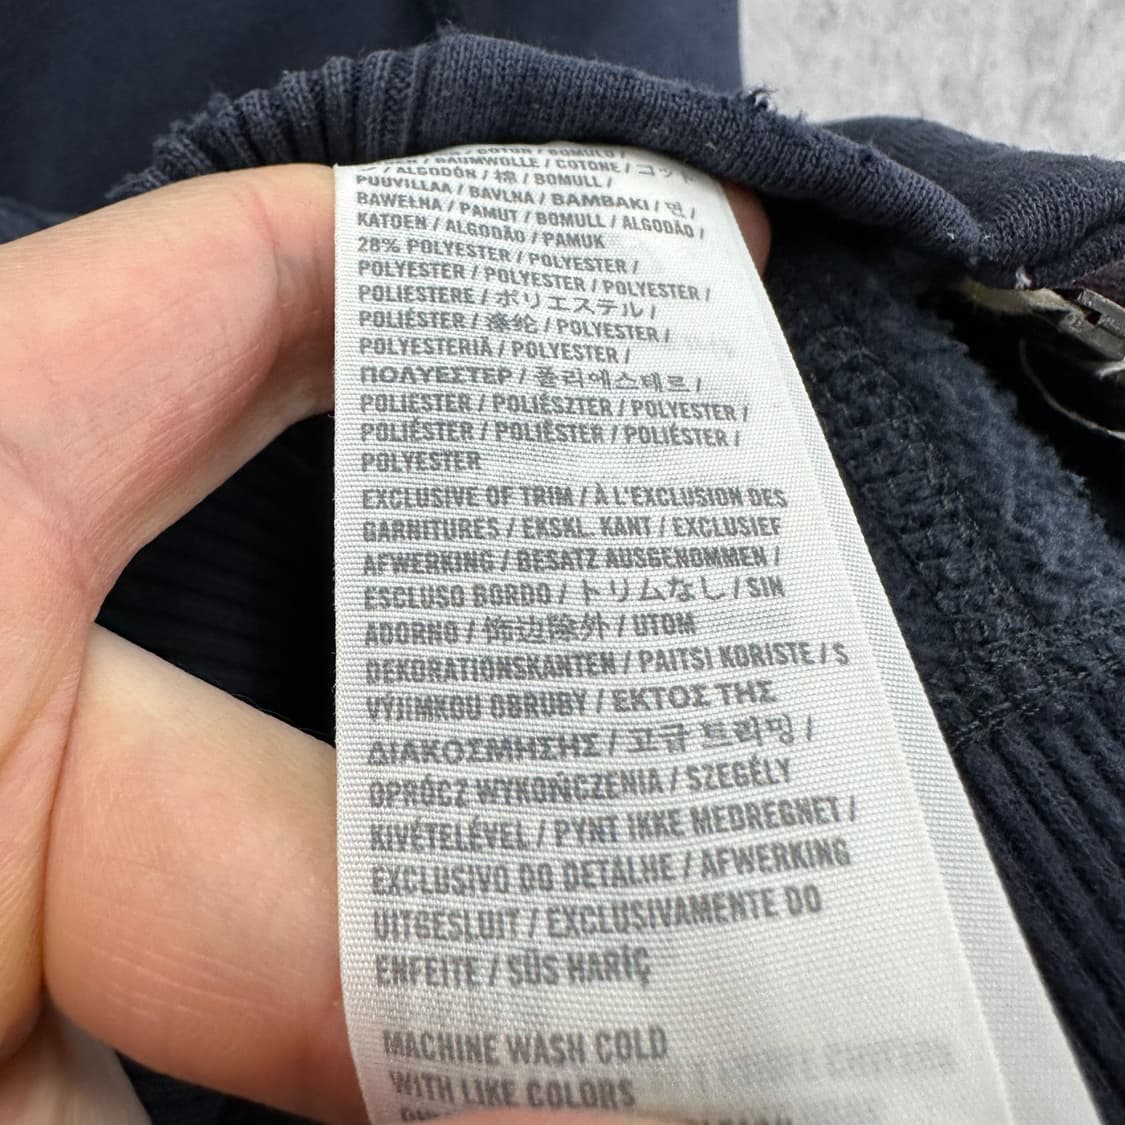 / BAUMWOLLE / COTONE / コット
ン / ALGODÓN / 棉 / BOMULL /
PUUVILLAA / BAVLNA / BAMBAKI / 면 /
BAWEŁNA / PAMUT / BOMULL / ALGODÃO /
KATOEN / ALGODÃO / PAMUK
28% POLYESTER / POLYESTER /
POLYESTER / POLYESTER / POLYESTER /
POLIESTERE / ポリエステル /
POLIÉSTER / 涤纶 / POLYESTER /
POLYESTERIÄ / POLYESTER /
ΠΟΛΥΕΣΤΕΡ / 폴리에스테르 /
POLIESTER / POLIÉSZTER / POLYESTER /
POLIÉSTER / POLIÉSTER / POLIÉSTER /
POLYESTER
EXCLUSIVE OF TRIM / À L'EXCLUSION DES
GARNITURES / EKSKL. KANT / EXCLUSIEF
AFWERKING / BESATZ AUSGENOMMEN /
ESCLUSO BORDO / トリムなし / SIN
ADORNO / 饰边除外 / UTOM
DEKORATIONSKANTEN / PAITSI KORISTE / S
VÝJIMKOU OBRUBY / ΕΚΤΟΣ ΤΗΣ
ΔΙΑΚΟΣΜΗΣΗΣ / 고급 트리밍 /
OPRÓCZ WYKOŃCZENIA / SZEGÉLY
KIVÉTELÉVEL / PYNT IKKE MEDREGNET /
EXCLUSIVO DO DETALHE / AFWERKING
UITGESLUIT / EXCLUSIVAMENTE DO
ENFEITE / SÜS HARİÇ
MACHINE WASH COLD
WITH LIKE COLORS